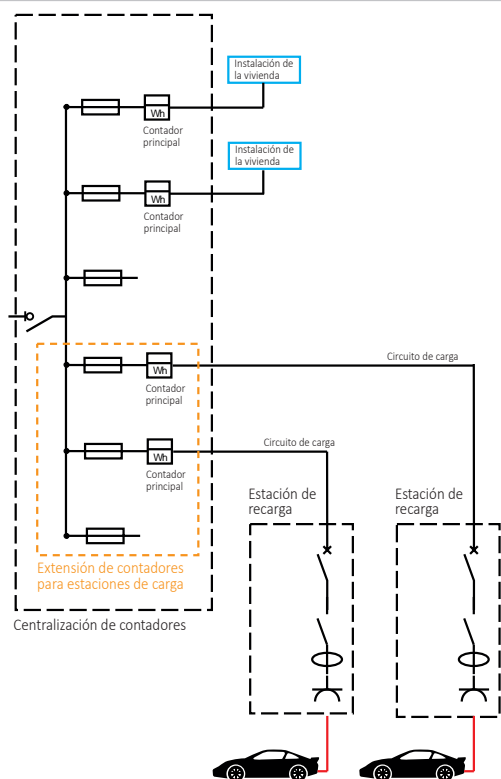 Instalación de
la vivienda
Wh
Contador
principal
Instalación de
la vivienda
Wh
Contador
principal
Circuito de carga
Wh
Contador
principal
Circuito de carga
Wh
Contador
principal
Estación de
recarga
Estación de
recarga
Extensión de contadores
para estaciones de carga
Centralización de contadores